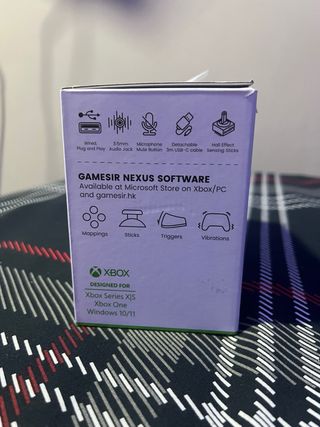 Wired, Plug and Play
3.5mm Audio Jack
Microphone Mute Button
Detachable 3m USB-C cable
Hall Effect Sensing Sticks
GAMESIR NEXUS SOFTWARE
Available at Microsoft Store on Xbox/PC
and gamesir.hk
Mappings Sticks Triggers Vibrations
XBOX
DESIGNED FOR
Xbox Series X|S
Xbox One
Windows 10/11